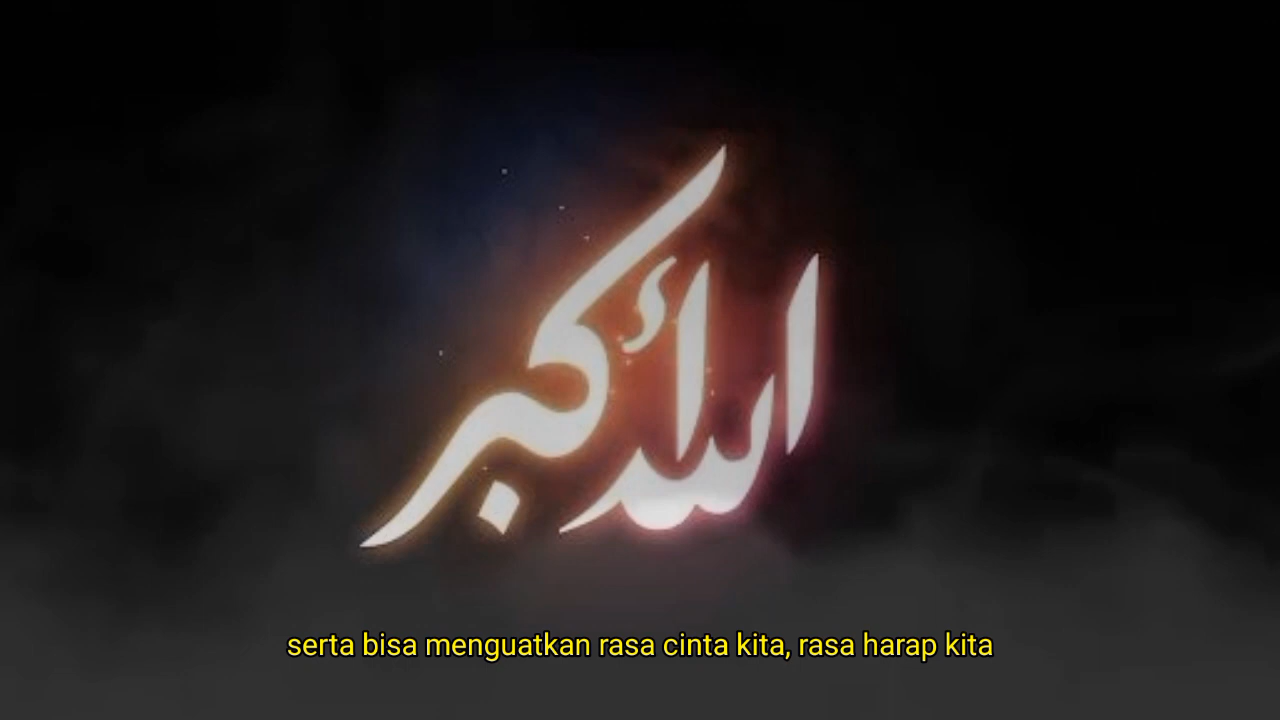 الله أكبر
serta bisa menguatkan rasa cinta kita, rasa harap kita